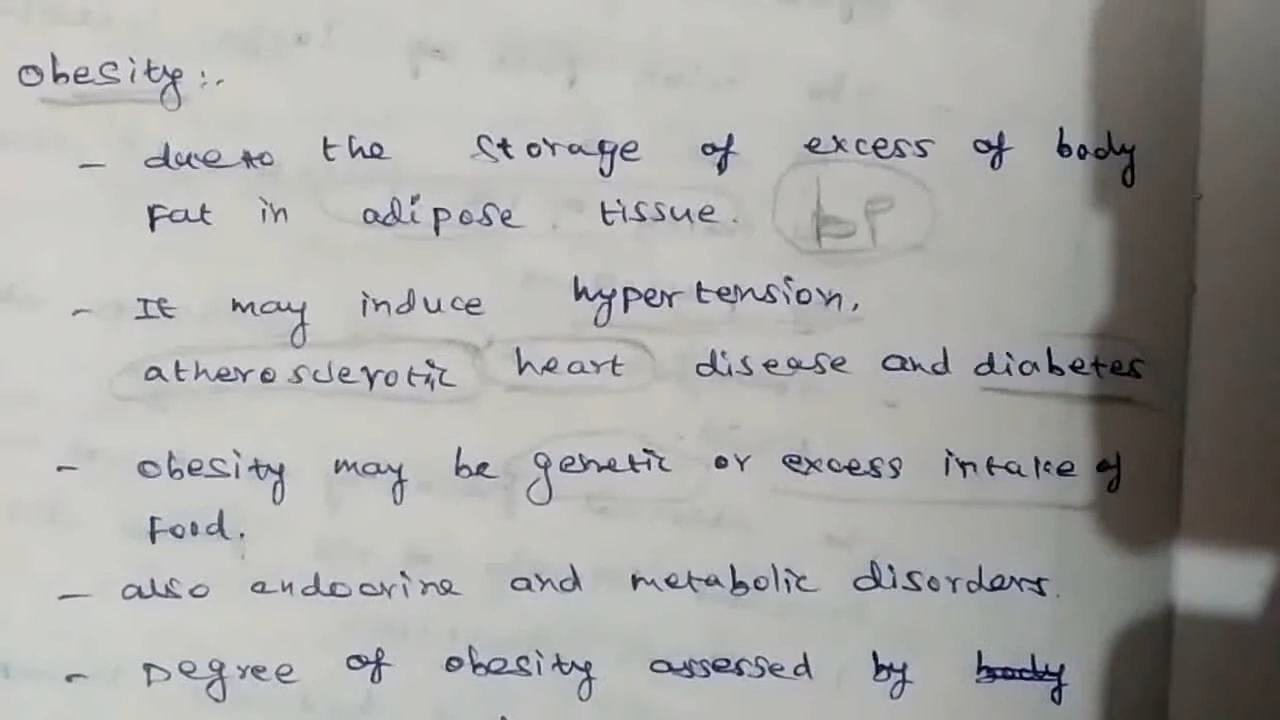 Obesity:-
- due to the storage of excess of body
Fat in adipose tissue. bP
- It may induce hypertension,
atherosclerotic heart disease and diabetes
- obesity may be genetic or excess intake of
Food.
- also endocrine and metabolic disorders.
- Degree of obesity assessed by body